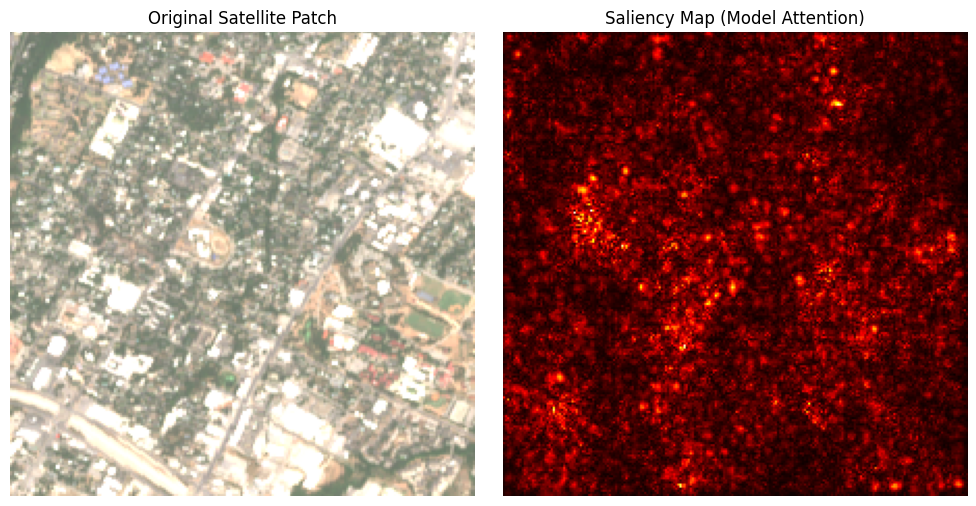 Original Satellite Patch
Saliency Map (Model Attention)